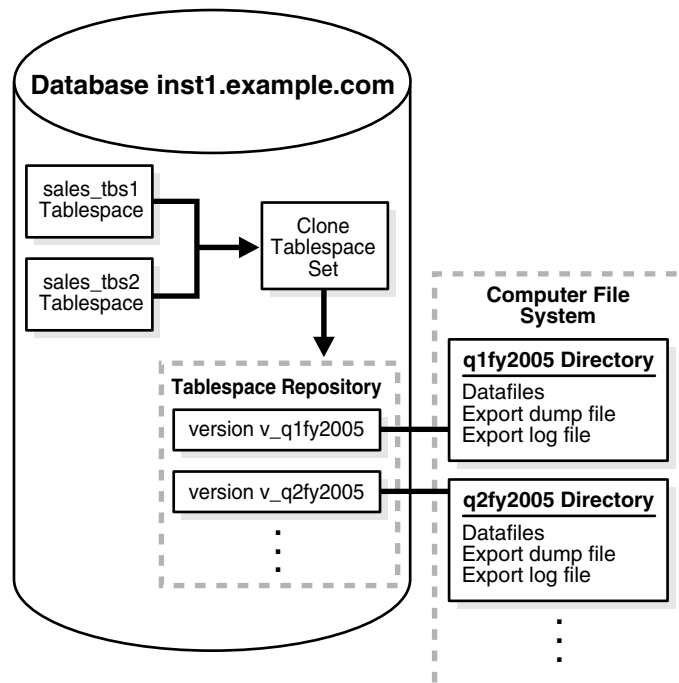 Database inst1.example.com
sales_tbs1
Tablespace
sales_tbs2
Tablespace
Clone
Tablespace
Set
Tablespace Repository
version v_q1fy2005
version v_q2fy2005
Computer File
System
q1fy2005 Directory
Datafiles
Export dump file
Export log file
q2fy2005 Directory
Datafiles
Export dump file
Export log file